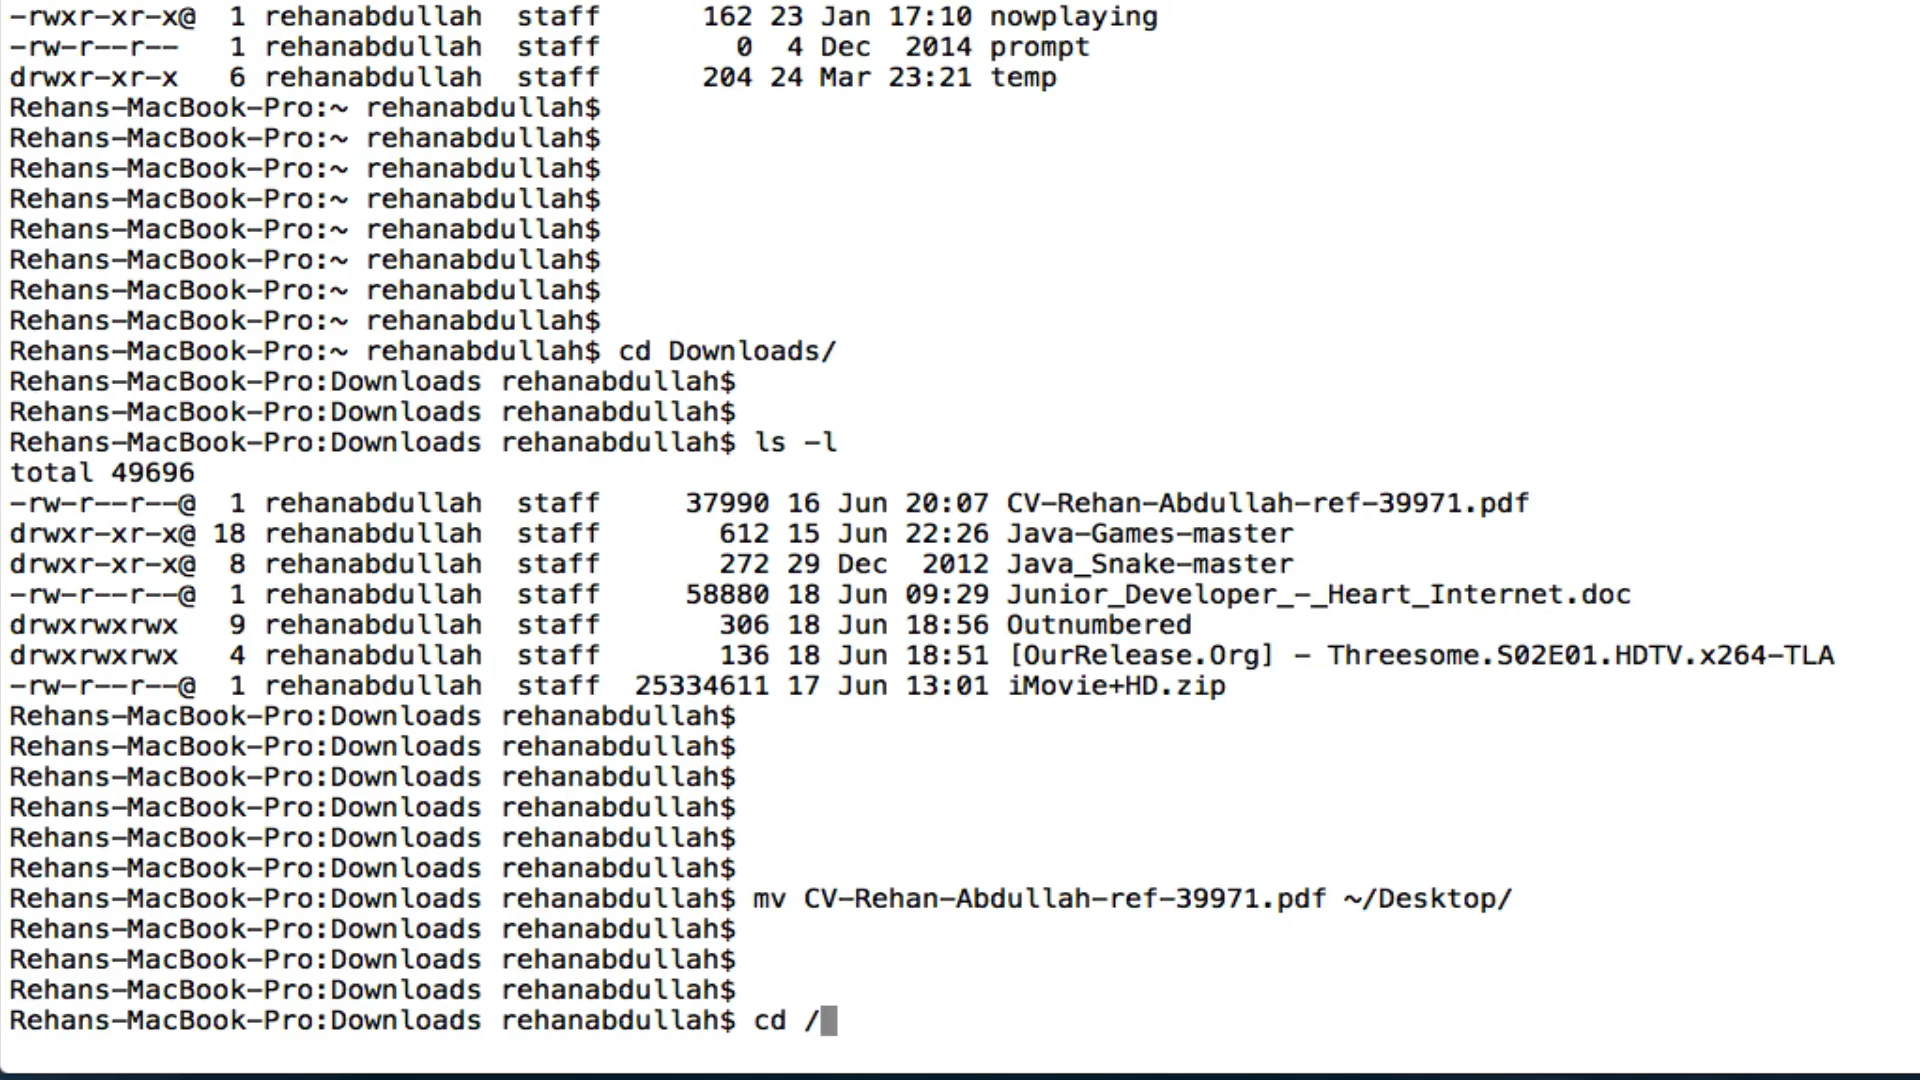 -rwxr-xr-x@  1 rehanabdullah  staff      162 23 Jan 17:10 nowplaying
-rw-r--r--   1 rehanabdullah  staff        0  4 Dec  2014 prompt
drwxr-xr-x   6 rehanabdullah  staff      204 24 Mar 23:21 temp
Rehans-MacBook-Pro:~ rehanabdullah$
Rehans-MacBook-Pro:~ rehanabdullah$
Rehans-MacBook-Pro:~ rehanabdullah$
Rehans-MacBook-Pro:~ rehanabdullah$
Rehans-MacBook-Pro:~ rehanabdullah$
Rehans-MacBook-Pro:~ rehanabdullah$
Rehans-MacBook-Pro:~ rehanabdullah$
Rehans-MacBook-Pro:~ rehanabdullah$
Rehans-MacBook-Pro:~ rehanabdullah$ cd Downloads/
Rehans-MacBook-Pro:Downloads rehanabdullah$
Rehans-MacBook-Pro:Downloads rehanabdullah$
Rehans-MacBook-Pro:Downloads rehanabdullah$ ls -l
total 49696
-rw-r--r--@  1 rehanabdullah  staff     37990 16 Jun 20:07 CV-Rehan-Abdullah-ref-39971.pdf
drwxr-xr-x@ 18 rehanabdullah  staff       612 15 Jun 22:26 Java-Games-master
drwxr-xr-x@  8 rehanabdullah  staff       272 29 Dec  2012 Java_Snake-master
-rw-r--r--@  1 rehanabdullah  staff     58880 18 Jun 09:29 Junior_Developer_-_Heart_Internet.doc
drwxrwxrwx   9 rehanabdullah  staff       306 18 Jun 18:56 Outnumbered
drwxrwxrwx   4 rehanabdullah  staff       136 18 Jun 18:51 [OurRelease.Org] - Threesome.S02E01.HDTV.x264-TLA
-rw-r--r--@  1 rehanabdullah  staff  25334611 17 Jun 13:01 iMovie+HD.zip
Rehans-MacBook-Pro:Downloads rehanabdullah$
Rehans-MacBook-Pro:Downloads rehanabdullah$
Rehans-MacBook-Pro:Downloads rehanabdullah$
Rehans-MacBook-Pro:Downloads rehanabdullah$
Rehans-MacBook-Pro:Downloads rehanabdullah$
Rehans-MacBook-Pro:Downloads rehanabdullah$
Rehans-MacBook-Pro:Downloads rehanabdullah$ mv CV-Rehan-Abdullah-ref-39971.pdf ~/Desktop/
Rehans-MacBook-Pro:Downloads rehanabdullah$
Rehans-MacBook-Pro:Downloads rehanabdullah$
Rehans-MacBook-Pro:Downloads rehanabdullah$
Rehans-MacBook-Pro:Downloads rehanabdullah$ cd /